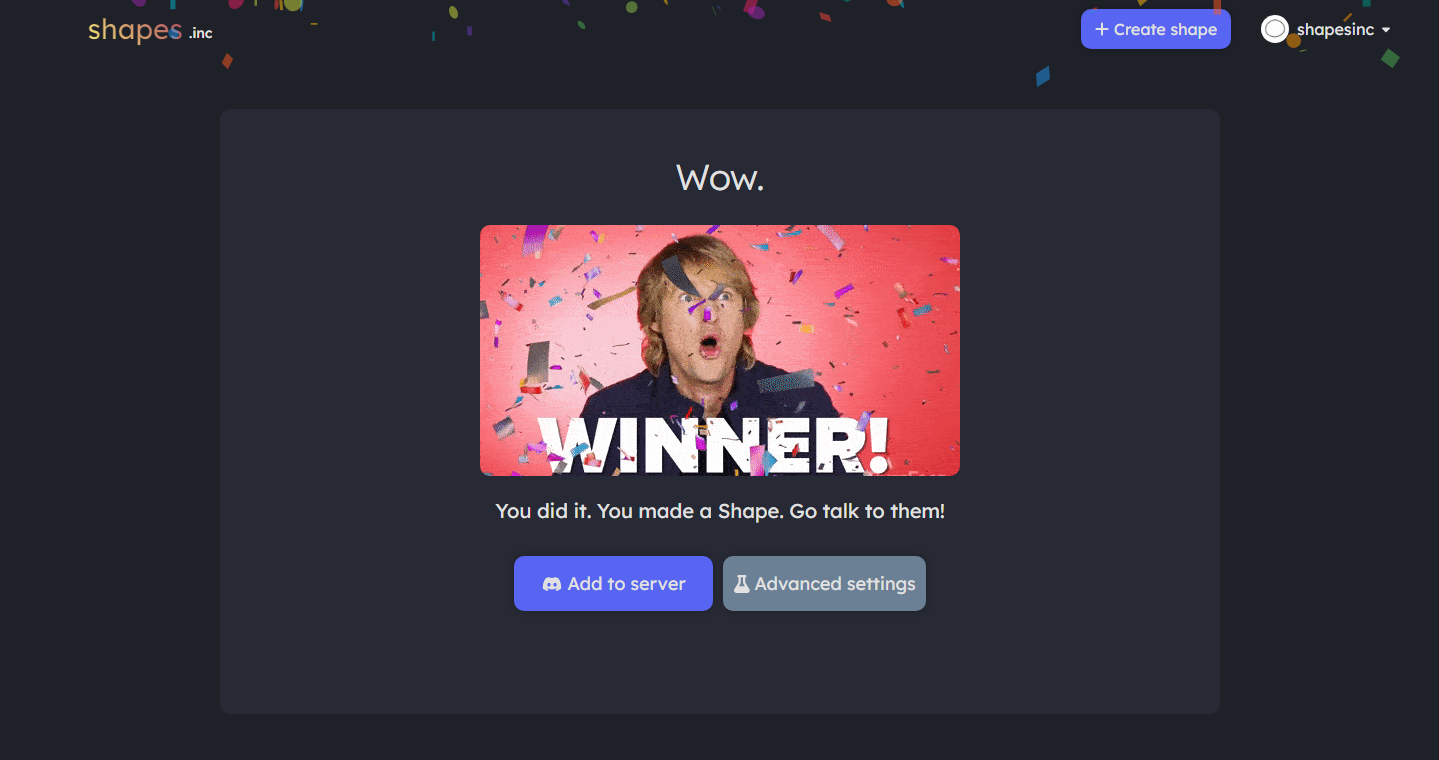 shapes .inc
+ Create shape
shapesinc
Wow.
WINNER!
You did it. You made a Shape. Go talk to them!
Add to server
Advanced settings